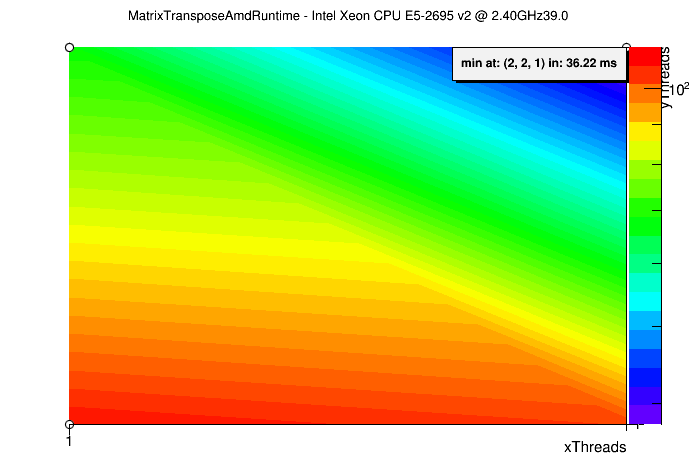 MatrixTransposeAmdRuntime - Intel Xeon CPU E5-2695 v2 @ 2.40GHz39.0
min at: (2, 2, 1) in: 36.22 ms
yThreads
10²
1
xThreads